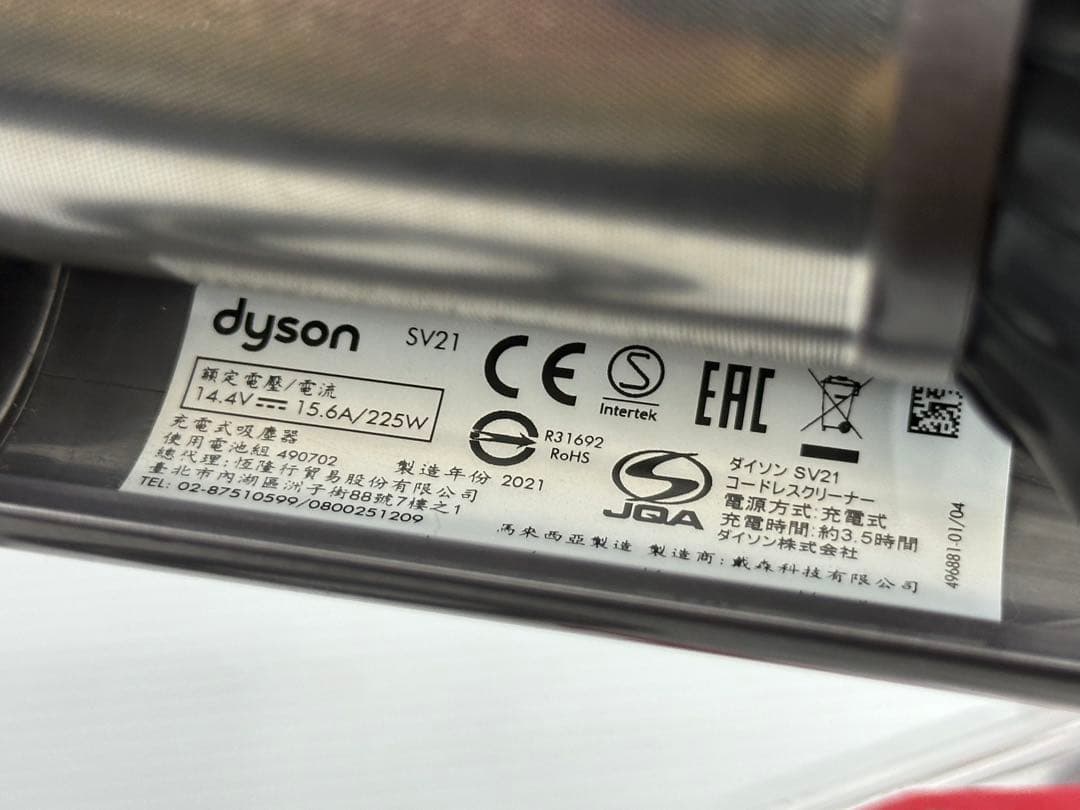 dyson SV21
額定電壓/電流
14.4V⎓ 15.6A/225W
充電式吸塵器
使用電池組 490702
製造年份 2021
總代理: 恆隆行貿易股份有限公司
臺北市內湖區洲子街88號7樓之1
TEL: 02-87510599/0800251209
CE
S
Intertek
EAC
R31692
RoHS
JQA
ダイソン SV21
コードレスクリーナー
電源方式: 充電式
充電時間: 約3.5時間
ダイソン株式会社
馬來西亞製造 製造商: 戴森科技有限公司
496881-01/04